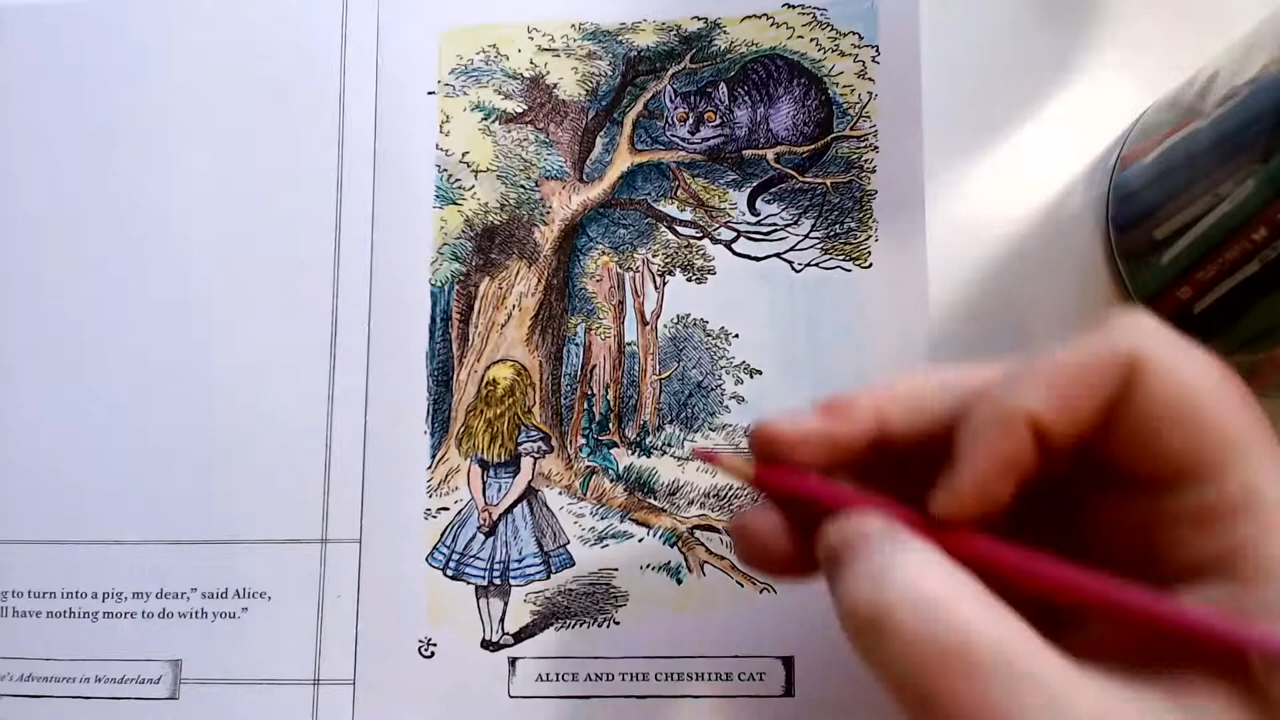 g to turn into a pig, my dear,” said Alice,
ll have nothing more to do with you.”
e’s Adventures in Wonderland
ALICE AND THE CHESHIRE CAT